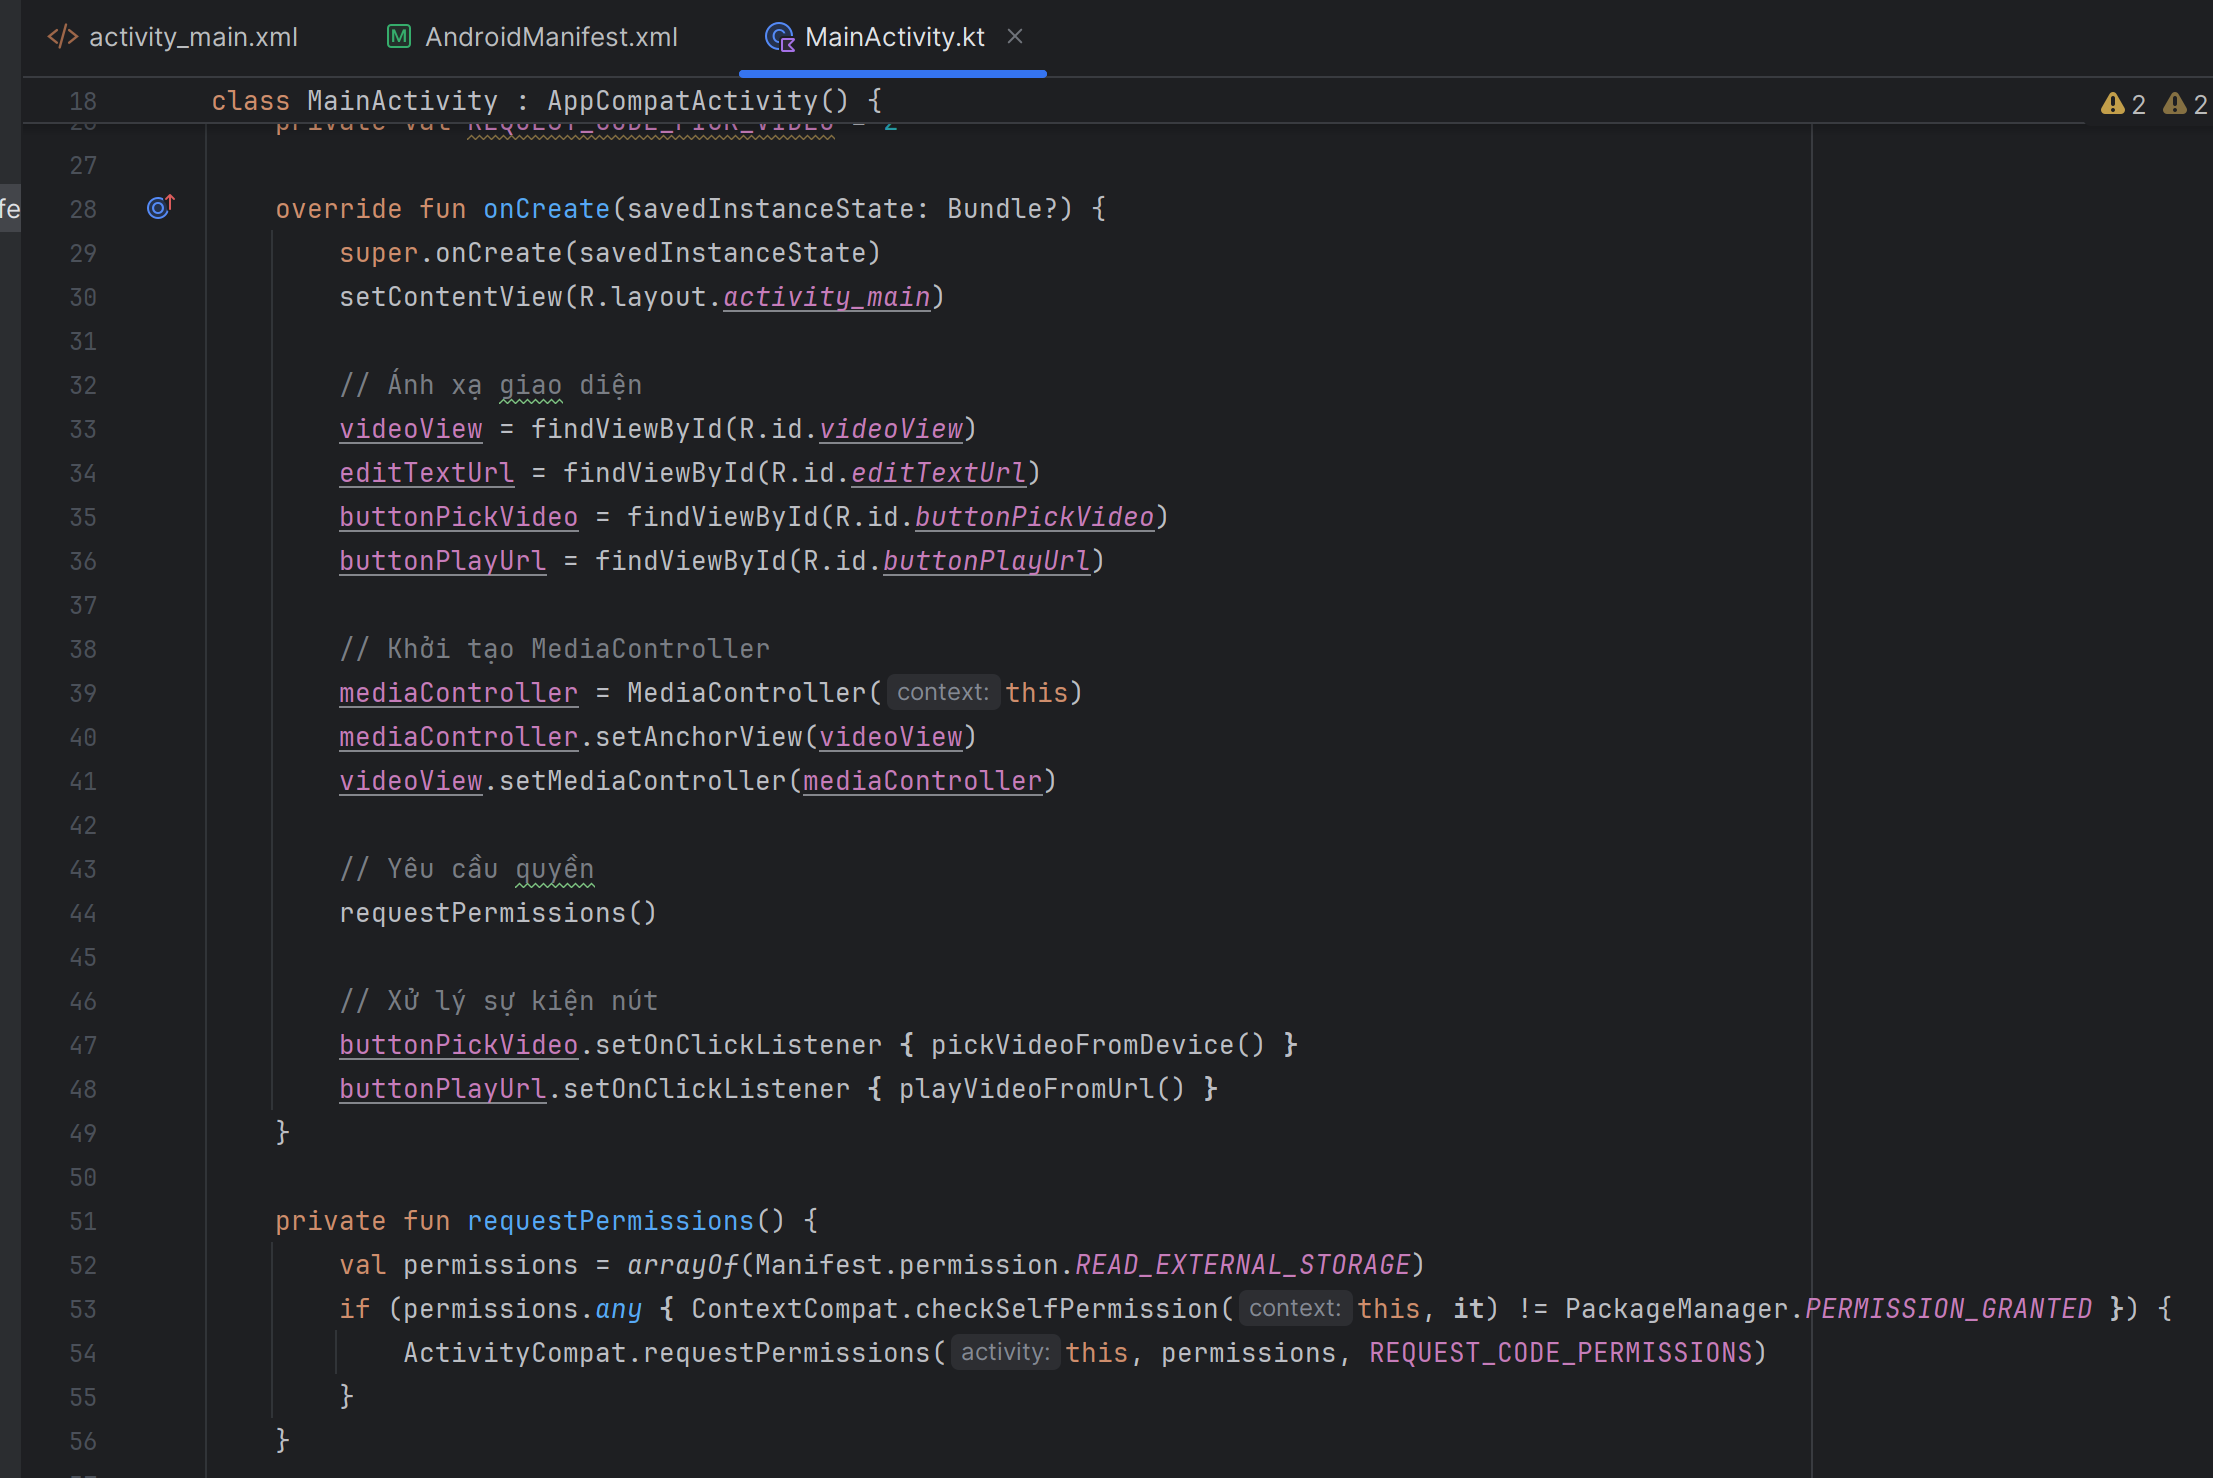 activity_main.xml AndroidManifest.xml MainActivity.kt
18 class MainActivity : AppCompatActivity() { 2 2
private val REQUEST_CODE_PICK_VIDEO = 2
27
28 override fun onCreate(savedInstanceState: Bundle?) {
29 super.onCreate(savedInstanceState)
30 setContentView(R.layout.activity_main)
31
32 // Ánh xạ giao diện
33 videoView = findViewById(R.id.videoView)
34 editTextUrl = findViewById(R.id.editTextUrl)
35 buttonPickVideo = findViewById(R.id.buttonPickVideo)
36 buttonPlayUrl = findViewById(R.id.buttonPlayUrl)
37
38 // Khởi tạo MediaController
39 mediaController = MediaController( context: this)
40 mediaController.setAnchorView(videoView)
41 videoView.setMediaController(mediaController)
42
43 // Yêu cầu quyền
44 requestPermissions()
45
46 // Xử lý sự kiện nút
47 buttonPickVideo.setOnClickListener { pickVideoFromDevice() }
48 buttonPlayUrl.setOnClickListener { playVideoFromUrl() }
49 }
50
51 private fun requestPermissions() {
52 val permissions = arrayOf(Manifest.permission.READ_EXTERNAL_STORAGE)
53 if (permissions.any { ContextCompat.checkSelfPermission( context: this, it) != PackageManager.PERMISSION_GRANTED }) {
54 ActivityCompat.requestPermissions( activity: this, permissions, REQUEST_CODE_PERMISSIONS)
55 }
56 }